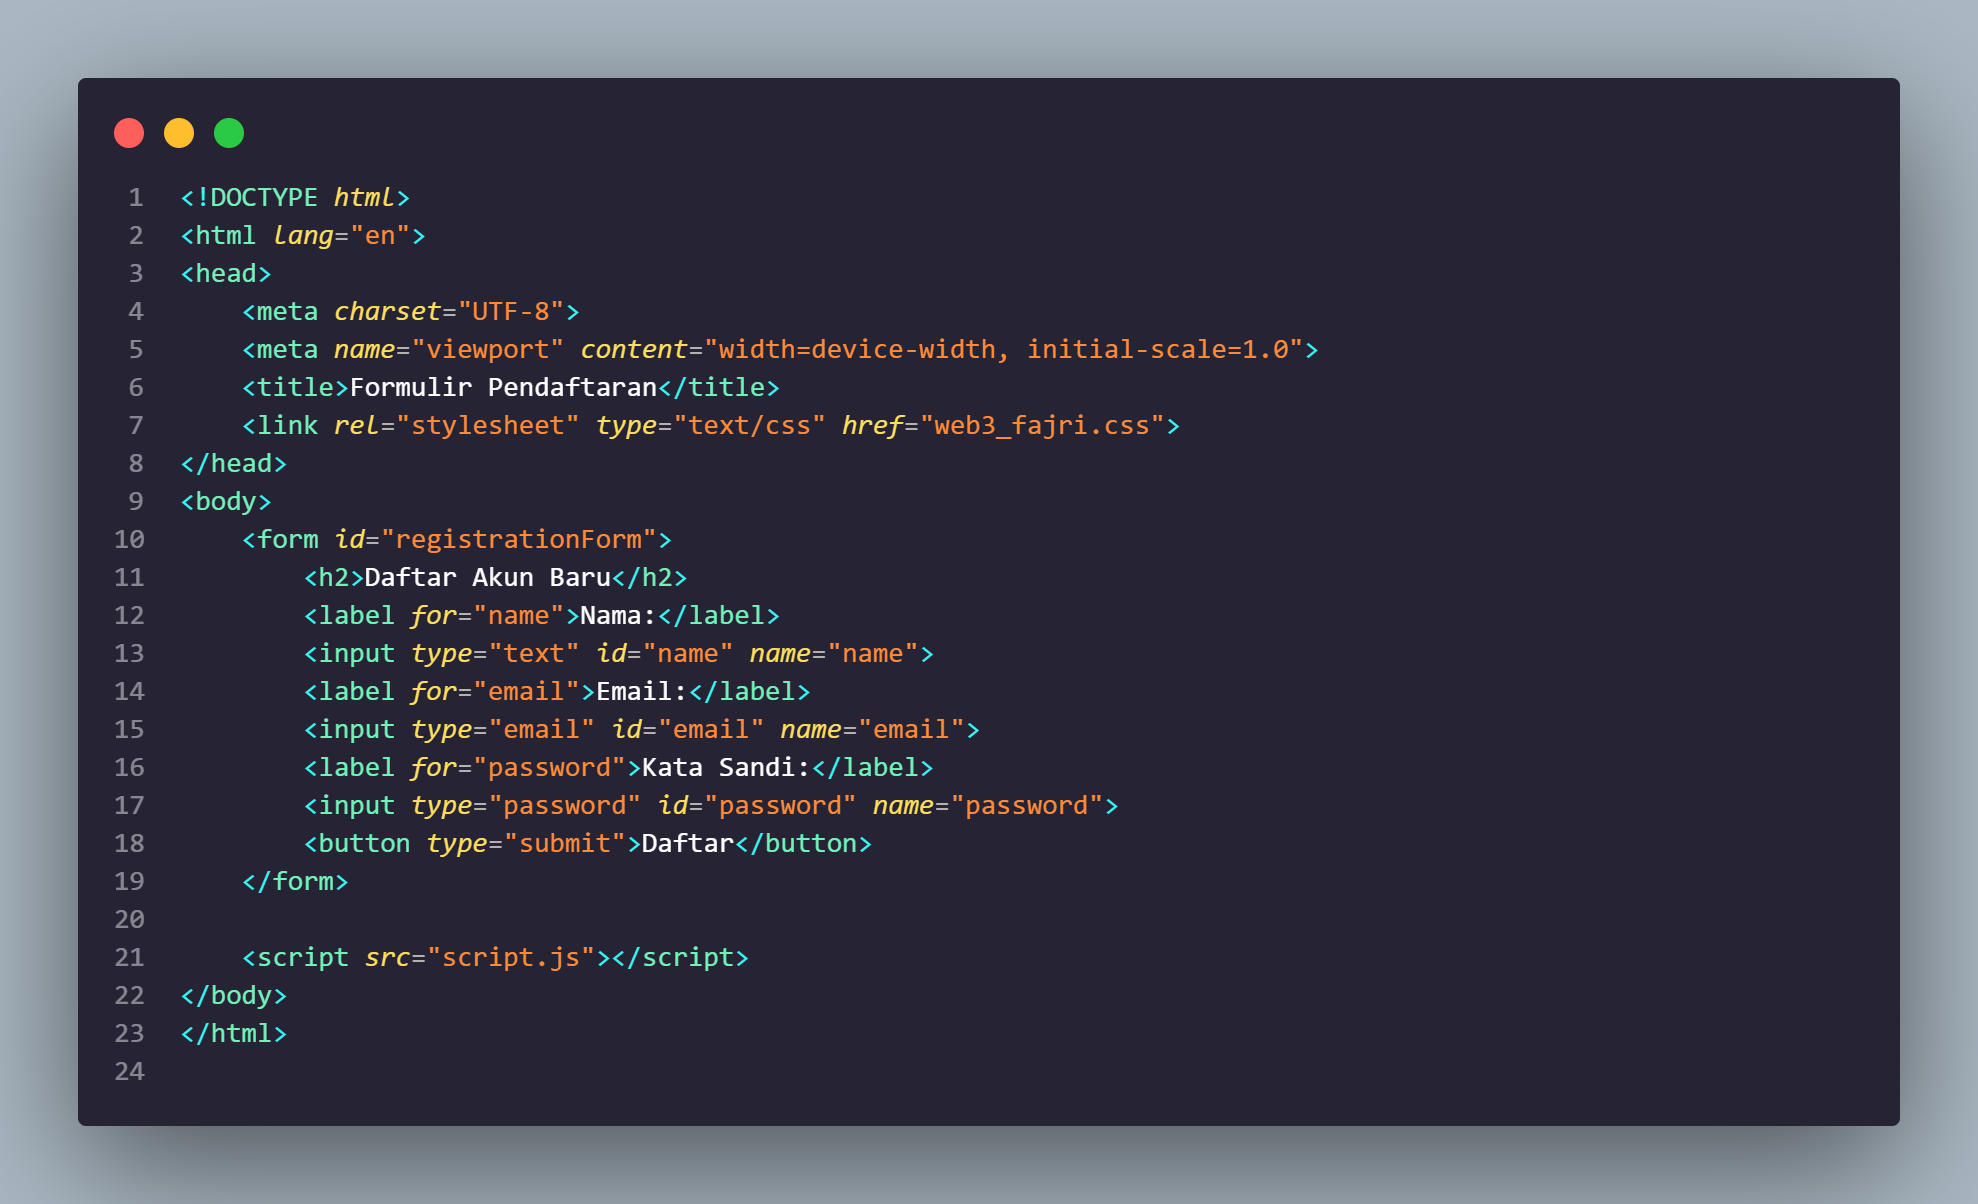 1 <!DOCTYPE html>
2 <html lang="en">
3 <head>
4     <meta charset="UTF-8">
5     <meta name="viewport" content="width=device-width, initial-scale=1.0">
6     <title>Formulir Pendaftaran</title>
7     <link rel="stylesheet" type="text/css" href="web3_fajri.css">
8 </head>
9 <body>
10     <form id="registrationForm">
11         <h2>Daftar Akun Baru</h2>
12         <label for="name">Nama:</label>
13         <input type="text" id="name" name="name">
14         <label for="email">Email:</label>
15         <input type="email" id="email" name="email">
16         <label for="password">Kata Sandi:</label>
17         <input type="password" id="password" name="password">
18         <button type="submit">Daftar</button>
19     </form>
20
21     <script src="script.js"></script>
22 </body>
23 </html>
24